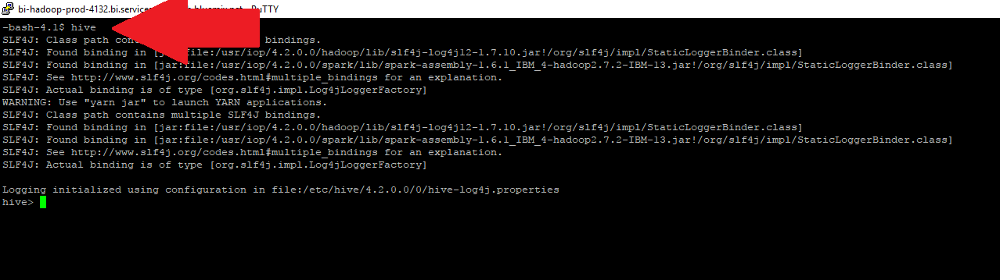 bi-hadoop-prod-4132.bi.service bluemix.net - PuTTY
-bash-4.1$ hive
SLF4J: Class path con bindings.
SLF4J: Found binding in [jar:file:/usr/iop/4.2.0.0/hadoop/lib/slf4j-log4j12-1.7.10.jar!/org/slf4j/impl/StaticLoggerBinder.class]
SLF4J: Found binding in [jar:file:/usr/iop/4.2.0.0/spark/lib/spark-assembly-1.6.1_IBM_4-hadoop2.7.2-IBM-13.jar!/org/slf4j/impl/StaticLoggerBinder.class]
SLF4J: See http://www.slf4j.org/codes.html#multiple_bindings for an explanation.
SLF4J: Actual binding is of type [org.slf4j.impl.Log4jLoggerFactory]
WARNING: Use "yarn jar" to launch YARN applications.
SLF4J: Class path contains multiple SLF4J bindings.
SLF4J: Found binding in [jar:file:/usr/iop/4.2.0.0/hadoop/lib/slf4j-log4j12-1.7.10.jar!/org/slf4j/impl/StaticLoggerBinder.class]
SLF4J: Found binding in [jar:file:/usr/iop/4.2.0.0/spark/lib/spark-assembly-1.6.1_IBM_4-hadoop2.7.2-IBM-13.jar!/org/slf4j/impl/StaticLoggerBinder.class]
SLF4J: See http://www.slf4j.org/codes.html#multiple_bindings for an explanation.
SLF4J: Actual binding is of type [org.slf4j.impl.Log4jLoggerFactory]
Logging initialized using configuration in file:/etc/hive/4.2.0.0/0/hive-log4j.properties
hive>